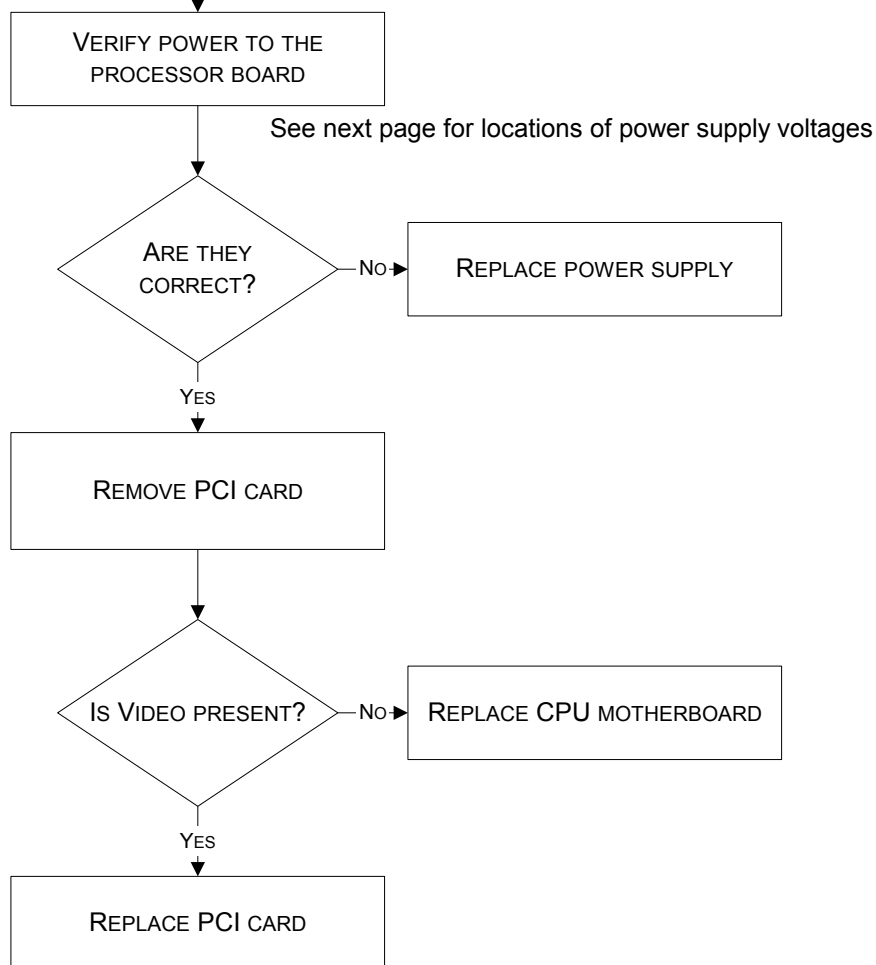 VERIFY POWER TO THE
PROCESSOR BOARD
See next page for locations of power supply voltages
ARE THEY
CORRECT?
NO
REPLACE POWER SUPPLY
YES
REMOVE PCI CARD
IS VIDEO PRESENT?
NO
REPLACE CPU MOTHERBOARD
YES
REPLACE PCI CARD